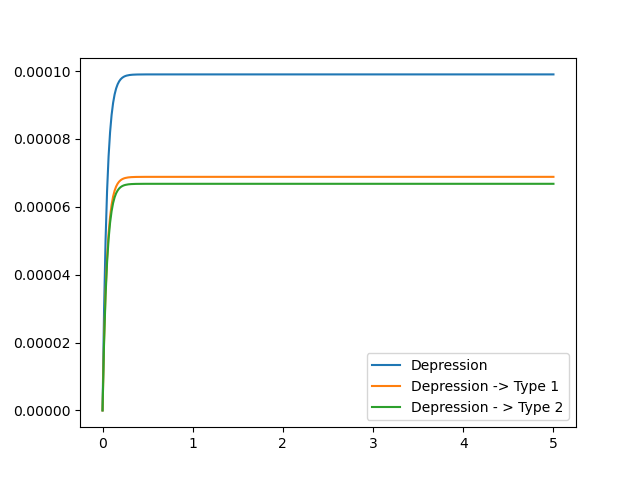 0.00010
0.00008
0.00006
0.00004
0.00002
0.00000
0 1 2 3 4 5
Depression
Depression -> Type 1
Depression - > Type 2